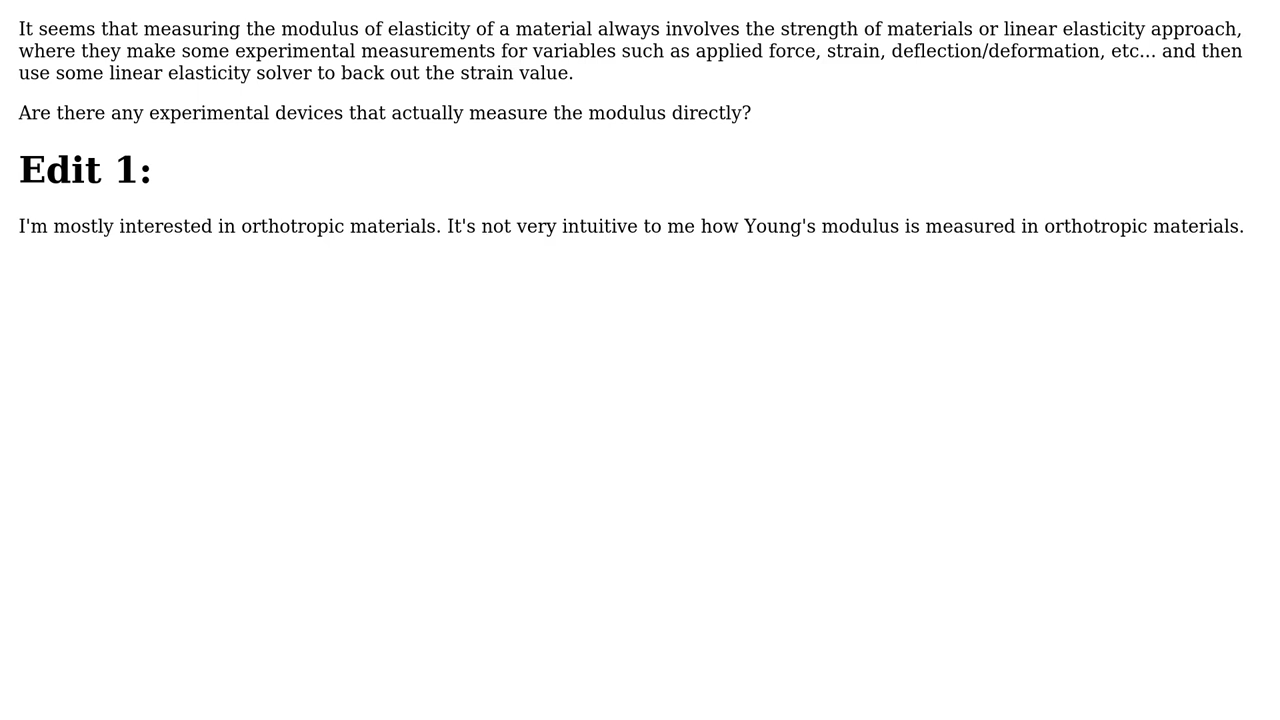 It seems that measuring the modulus of elasticity of a material always involves the strength of materials or linear elasticity approach,
where they make some experimental measurements for variables such as applied force, strain, deflection/deformation, etc... and then
use some linear elasticity solver to back out the strain value.
Are there any experimental devices that actually measure the modulus directly?
Edit 1:
I'm mostly interested in orthotropic materials. It's not very intuitive to me how Young's modulus is measured in orthotropic materials.